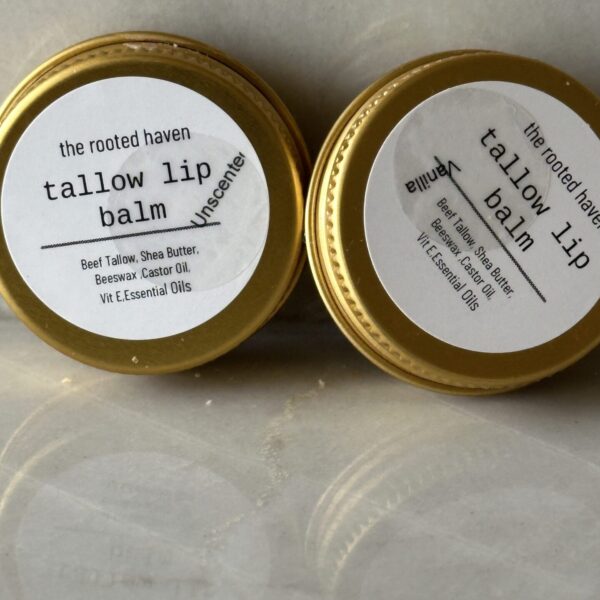 the rooted haven
tallow lip
balm
Unscenter
Beef Tallow, Shea Butter,
Beeswax .Castor Oil,
Vit E.Essential Oils
the rooted haven
tallow lip
balm
Vanilla
Beef Tallow, Shea Butter,
Beeswax .Castor Oil,
Vit E.Essential Oils